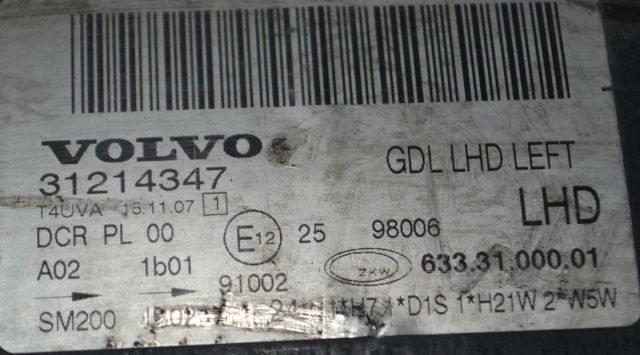 VOLVO
31214347
GDL LHD LEFT
T4UVA 15.11.07 1
LHD
DCR PL 00 E12 25 98006
A02 1b01 91002 ZKW 633.31.000.01
SM200 1*H7 1*D1S 1*H21W 2*W5W